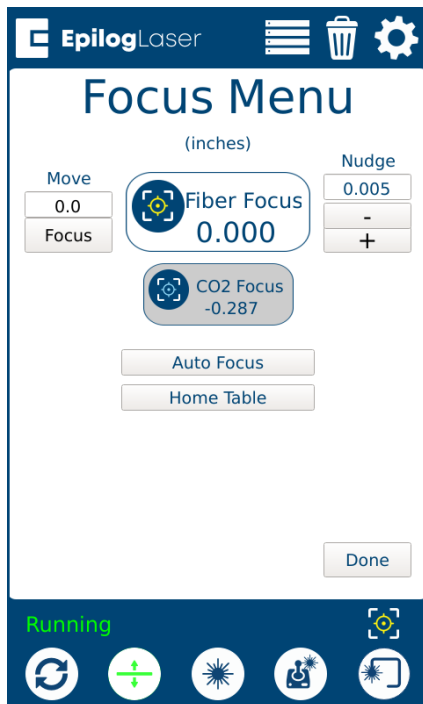 EpilogLaser
Focus Menu
(inches)
Move
0.0
Focus
Fiber Focus
0.000
Nudge
0.005
-
+
CO2 Focus
-0.287
Auto Focus
Home Table
Done
Running